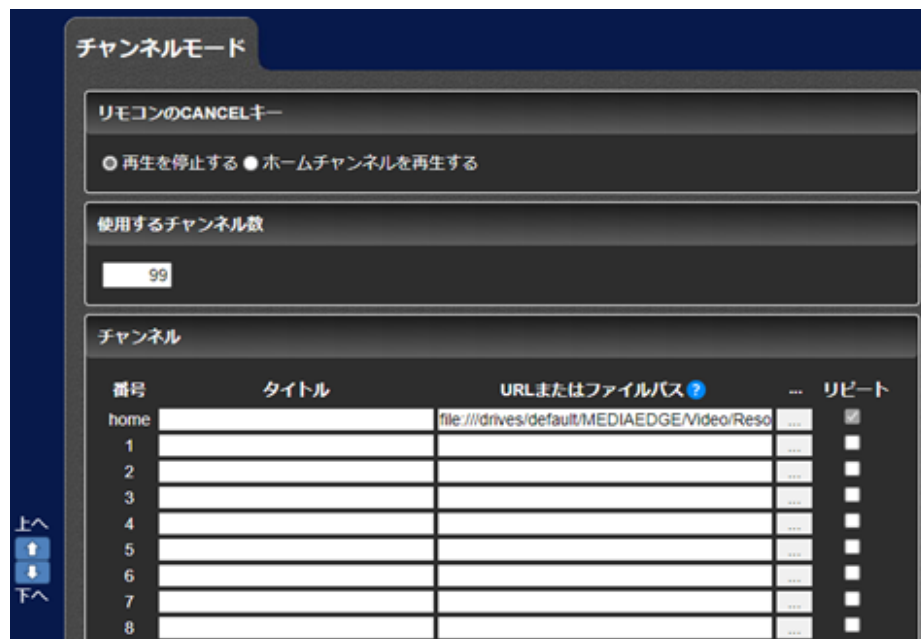 チャンネルモード
リモコンのCANCELキー
再生を停止する ホームチャンネルを再生する
使用するチャンネル数
99
チャンネル
番号 タイトル URLまたはファイルパス ? ... リピート
home file:///drives/default/MEDIAEDGE/Video/Reso ...
1 ...
2 ...
3 ...
4 ...
5 ...
6 ...
7 ...
8 ...
上へ
下へ